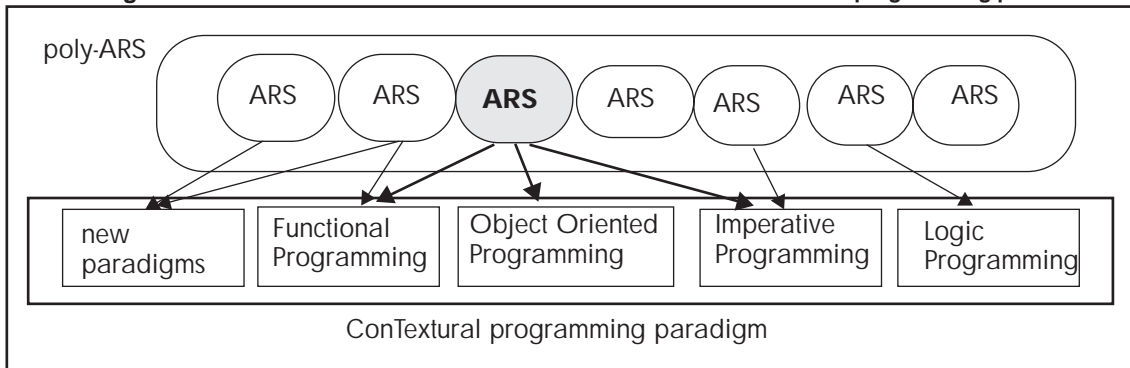 poly-ARS
ARS ARS ARS ARS ARS ARS ARS
new
paradigms
Functional
Programming
Object Oriented
Programming
Imperative
Programming
Logic
Programming
ConTextural programming paradigm